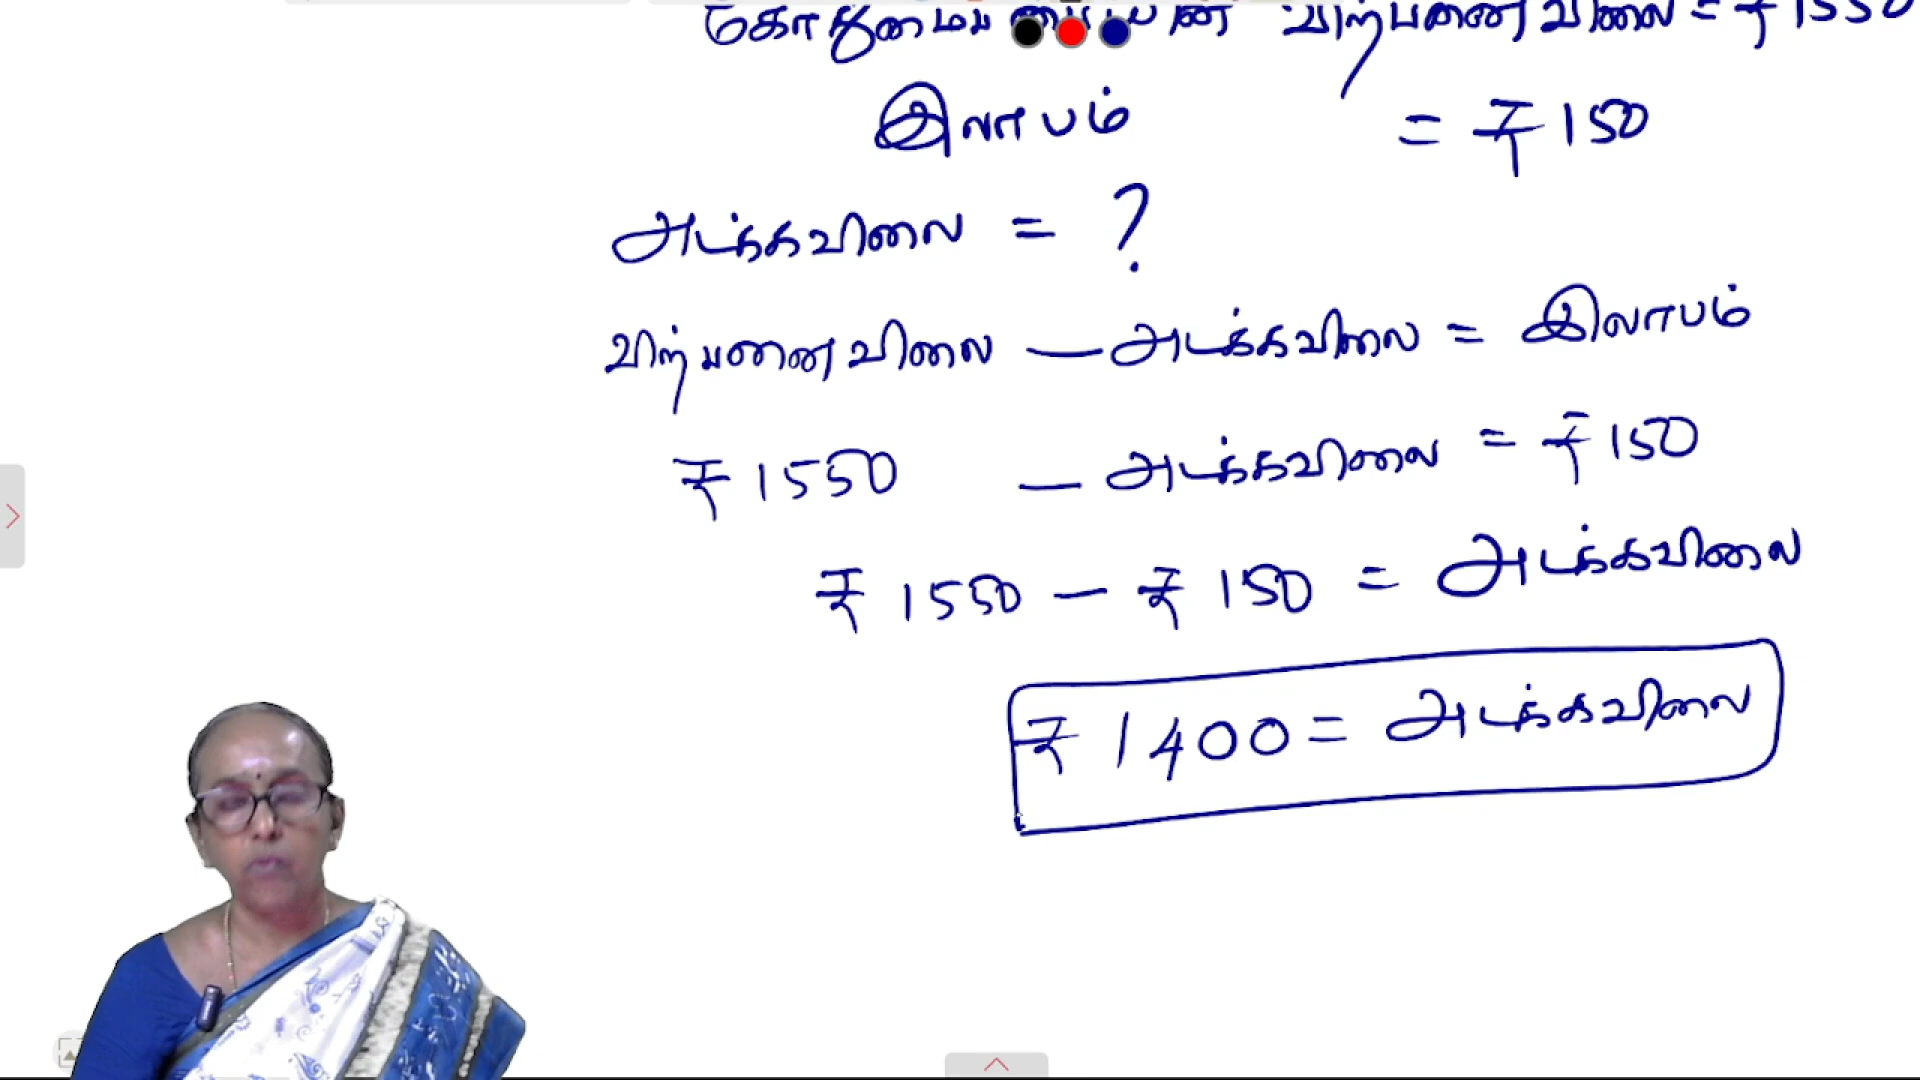 கோதுமை விற்பனைவிலை = ₹ 1550
இலாபம் = ₹ 150
அடக்கவிலை = ?
விற்பனைவிலை — அடக்கவிலை = இலாபம்
₹ 1550 — அடக்கவிலை = ₹ 150
₹ 1550 — ₹ 150 = அடக்கவிலை
₹ 1400 = அடக்கவிலை